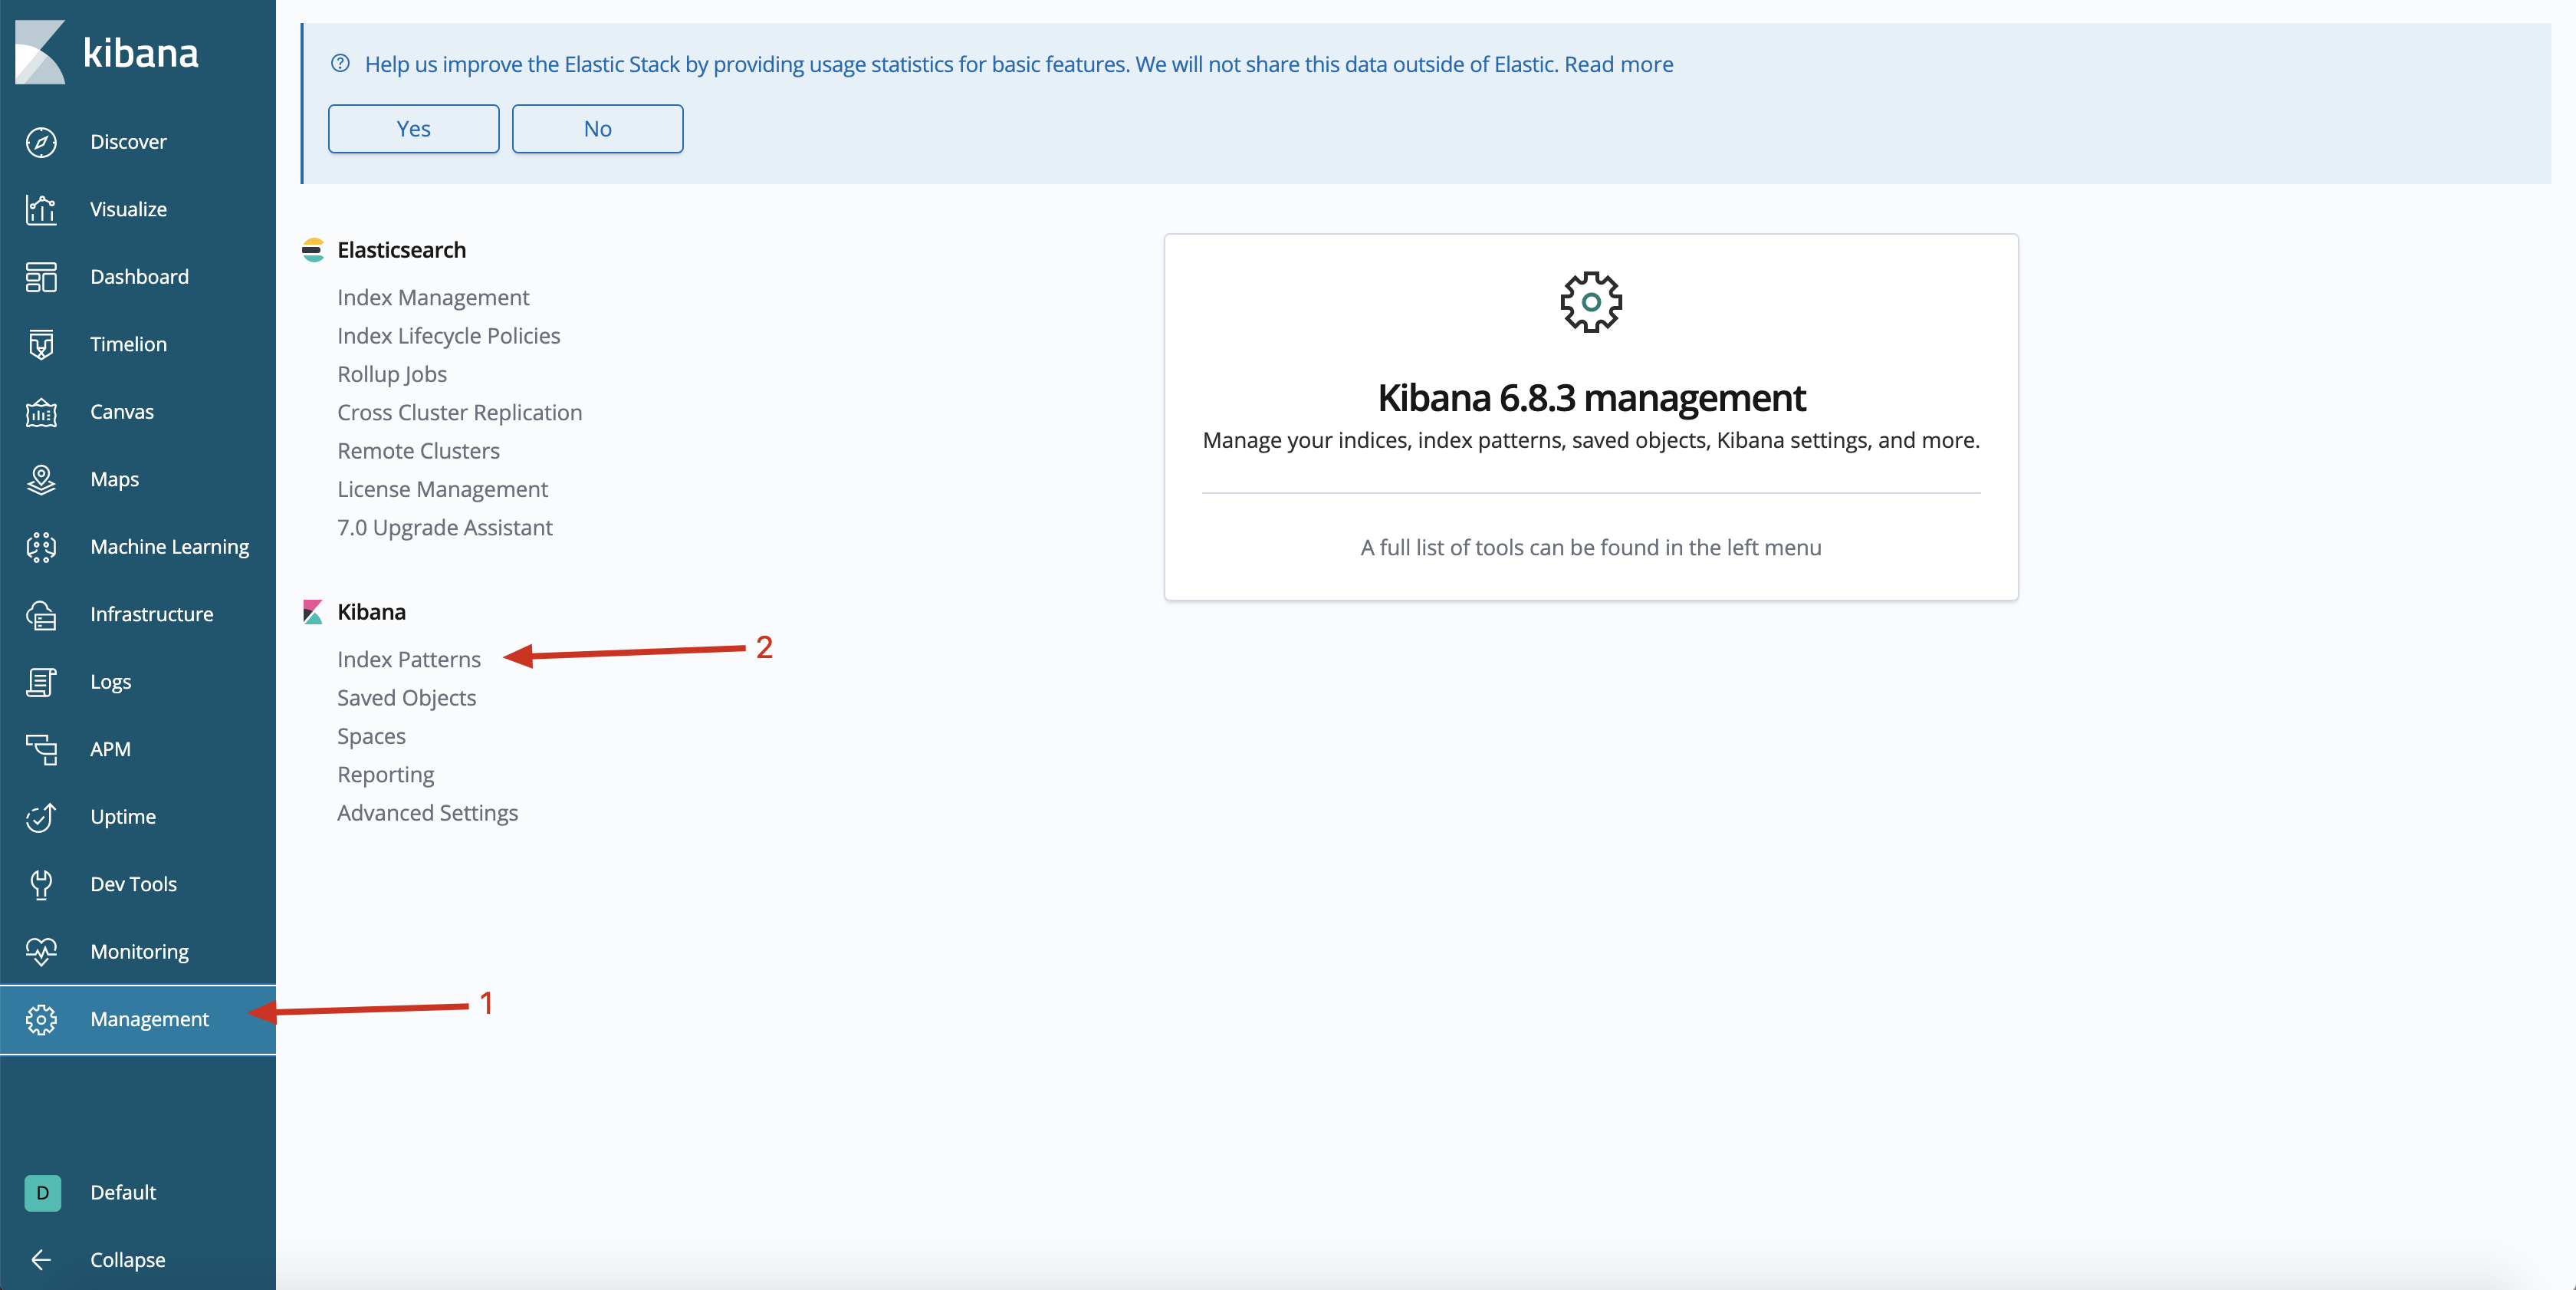 kibana
Discover
Visualize
Dashboard
Timelion
Canvas
Maps
Machine Learning
Infrastructure
Logs
APM
Uptime
Dev Tools
Monitoring
Management
1
D Default
Collapse
Help us improve the Elastic Stack by providing usage statistics for basic features. We will not share this data outside of Elastic. Read more
Yes No
Elasticsearch
Index Management
Index Lifecycle Policies
Rollup Jobs
Cross Cluster Replication
Remote Clusters
License Management
7.0 Upgrade Assistant
Kibana
Index Patterns
2
Saved Objects
Spaces
Reporting
Advanced Settings
Kibana 6.8.3 management
Manage your indices, index patterns, saved objects, Kibana settings, and more.
A full list of tools can be found in the left menu